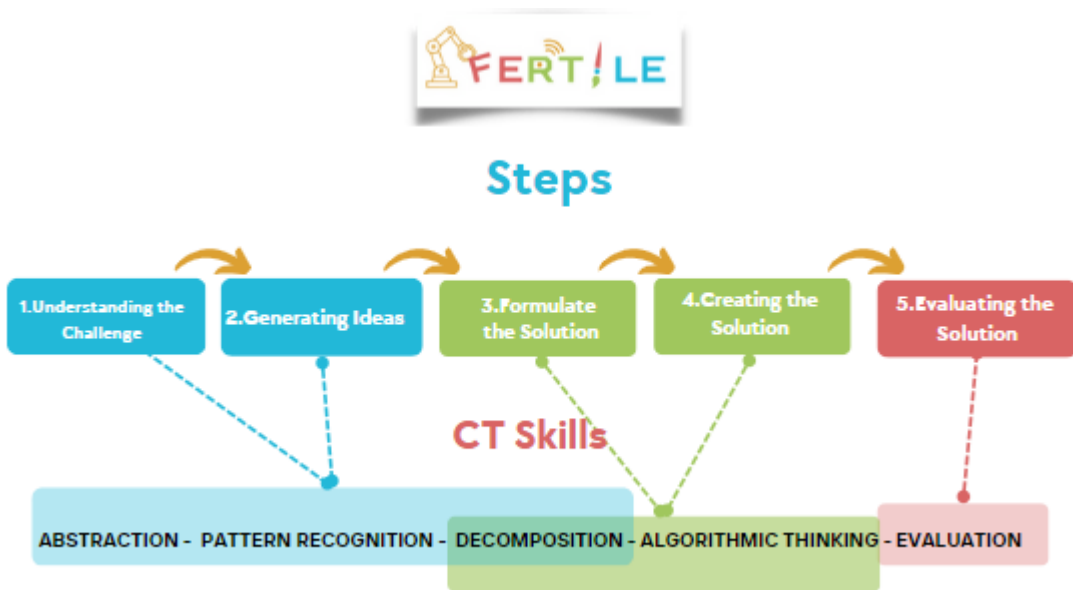 FERTILE
Steps
1.Understanding the
Challenge
2.Generating Ideas
3.Formulate
the Solution
4.Creating the
Solution
5.Evaluating the
Solution
CT Skills
ABSTRACTION - PATTERN RECOGNITION - DECOMPOSITION - ALGORITHMIC THINKING - EVALUATION